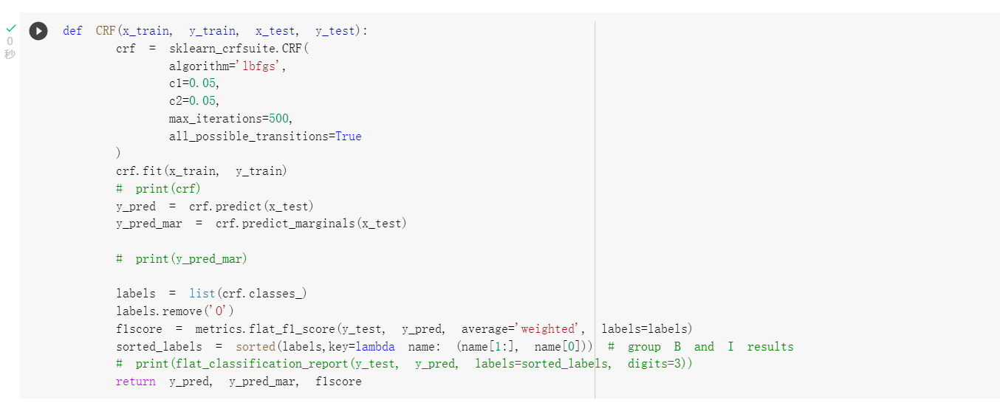 def CRF(x_train, y_train, x_test, y_test):
crf = sklearn_crfsuite.CRF(
algorithm='lbfgs',
c1=0.05,
c2=0.05,
max_iterations=500,
all_possible_transitions=True
)
crf.fit(x_train, y_train)
# print(crf)
y_pred = crf.predict(x_test)
y_pred_mar = crf.predict_marginals(x_test)
# print(y_pred_mar)
labels = list(crf.classes_)
labels.remove('O')
f1score = metrics.flat_f1_score(y_test, y_pred, average='weighted', labels=labels)
sorted_labels = sorted(labels,key=lambda name: (name[1:], name[0])) # group B and I results
# print(flat_classification_report(y_test, y_pred, labels=sorted_labels, digits=3))
return y_pred, y_pred_mar, f1score
0
秒